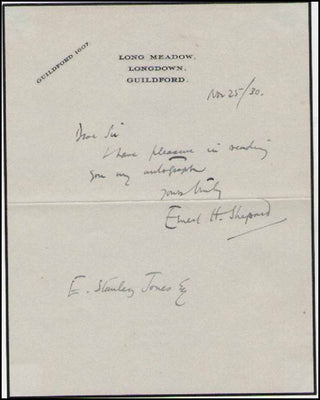 GUILDFORD 1607.
LONG MEADOW,
LONGDOWN,
GUILDFORD.
Nov 25/30.
Dear Sir
I have pleasure in sending
you my autograph
yours truly
Ernest H. Shepard
E. Stanley Jones Esq